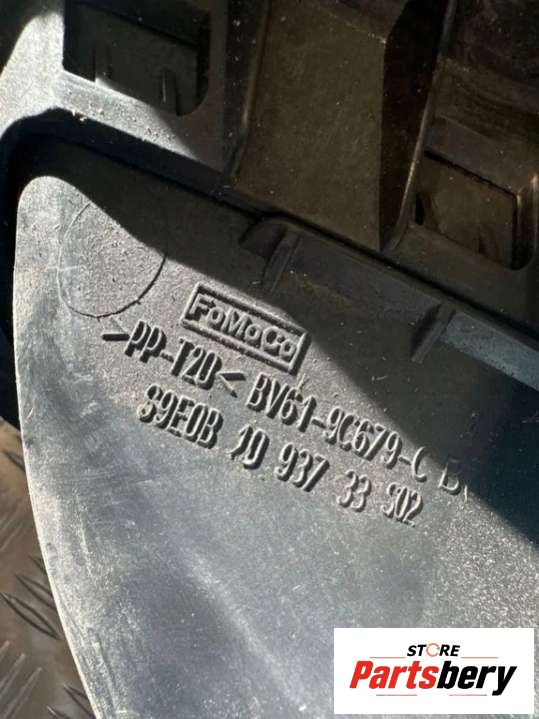 FoMoCo
>PP-T20< BV61-9C679-C B
S9E0B 10 937 33 S02
STORE
Partsbery